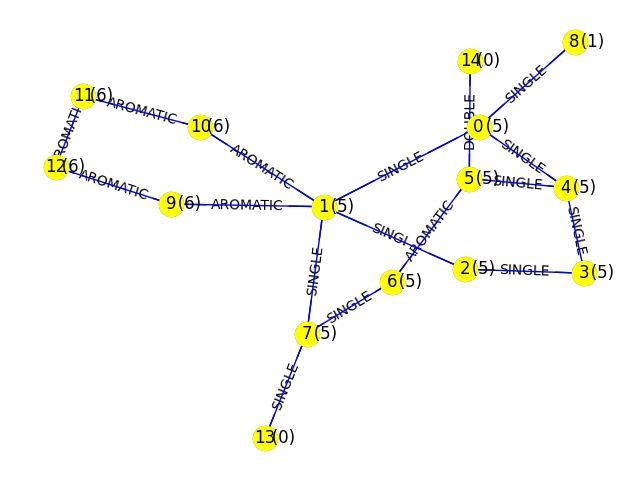 8(1)
14(0)
SINGLE
11(6)
AROMATIC
DOUBLE
10(6)
0(5)
AROMATIC
AROMATIC
SINGLE
SINGLE
12(6)
AROMATIC
5(5)
SINGLE
4(5)
9(6)
AROMATIC
1(5)
AROMATIC
SINGLE
SINGLE
SINGLE
2(5)
SINGLE
3(5)
6(5)
SINGLE
7(5)
SINGLE
13(0)